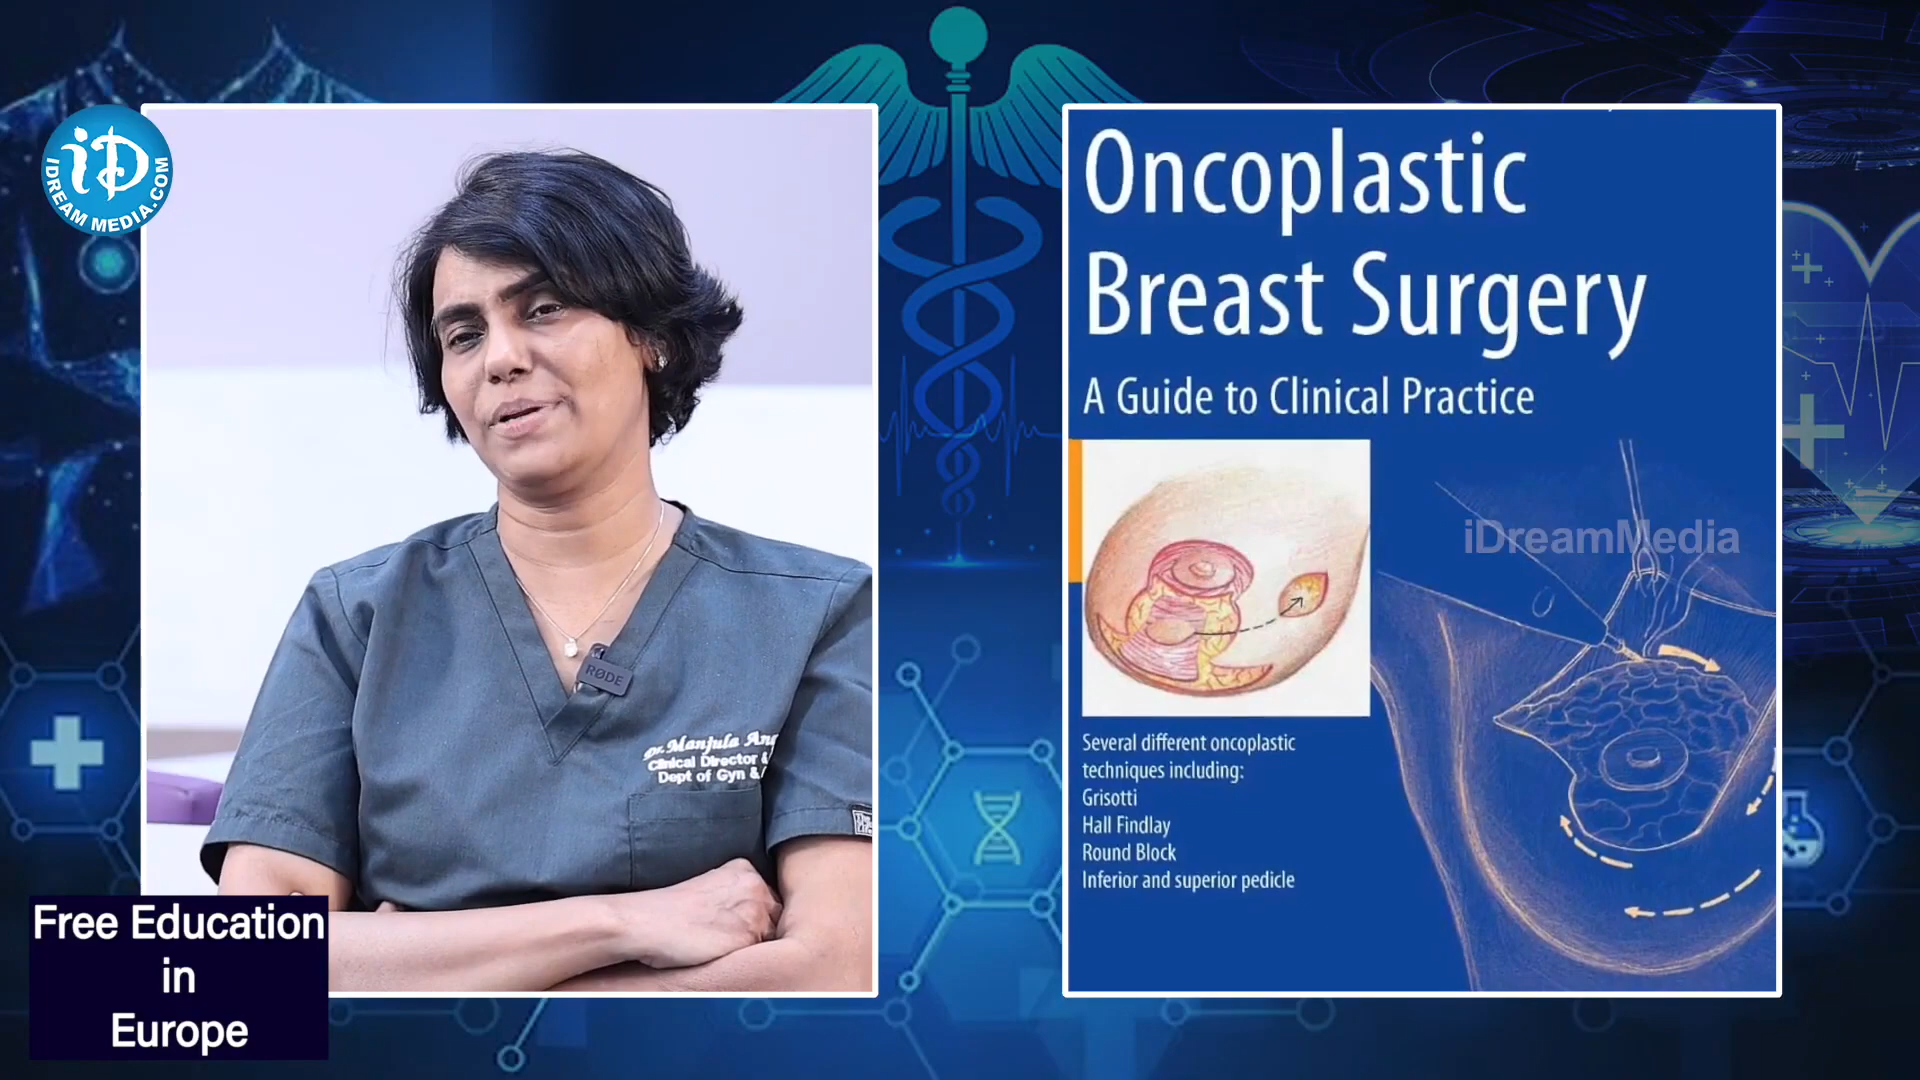 iD
IDREAM MEDIA.COM
RØDE
Dr. Manjula
Clinical Director
Dept of Gyn &
Free Education
in
Europe
Oncoplastic
Breast Surgery
A Guide to Clinical Practice
iDreamMedia
Several different oncoplastic
techniques including:
Grisotti
Hall Findlay
Round Block
Inferior and superior pedicle